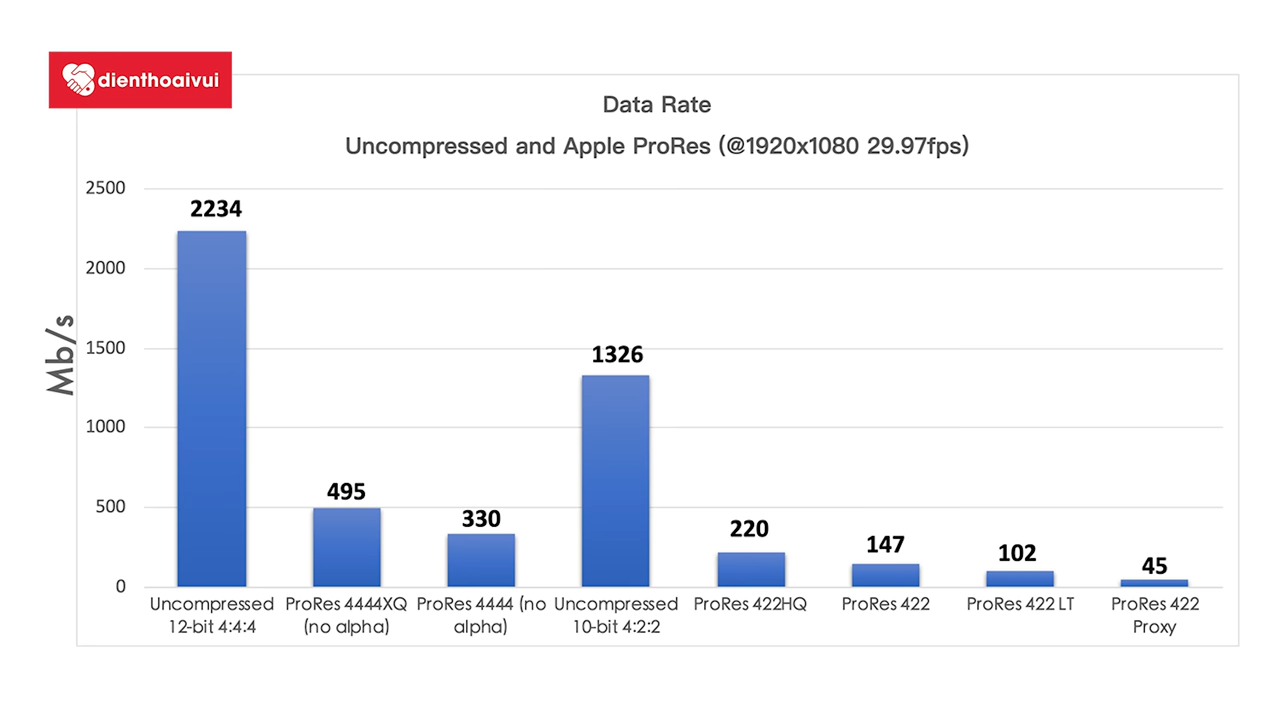 dienthoaivui
Data Rate
Uncompressed and Apple ProRes (@1920x1080 29.97fps)
Mb/s
2500
2000
1500
1000
500
0
2234
495
330
1326
220
147
102
45
Uncompressed
12-bit 4:4:4
ProRes 4444XQ
(no alpha)
ProRes 4444 (no
alpha)
Uncompressed
10-bit 4:2:2
ProRes 422HQ
ProRes 422
ProRes 422 LT
ProRes 422
Proxy